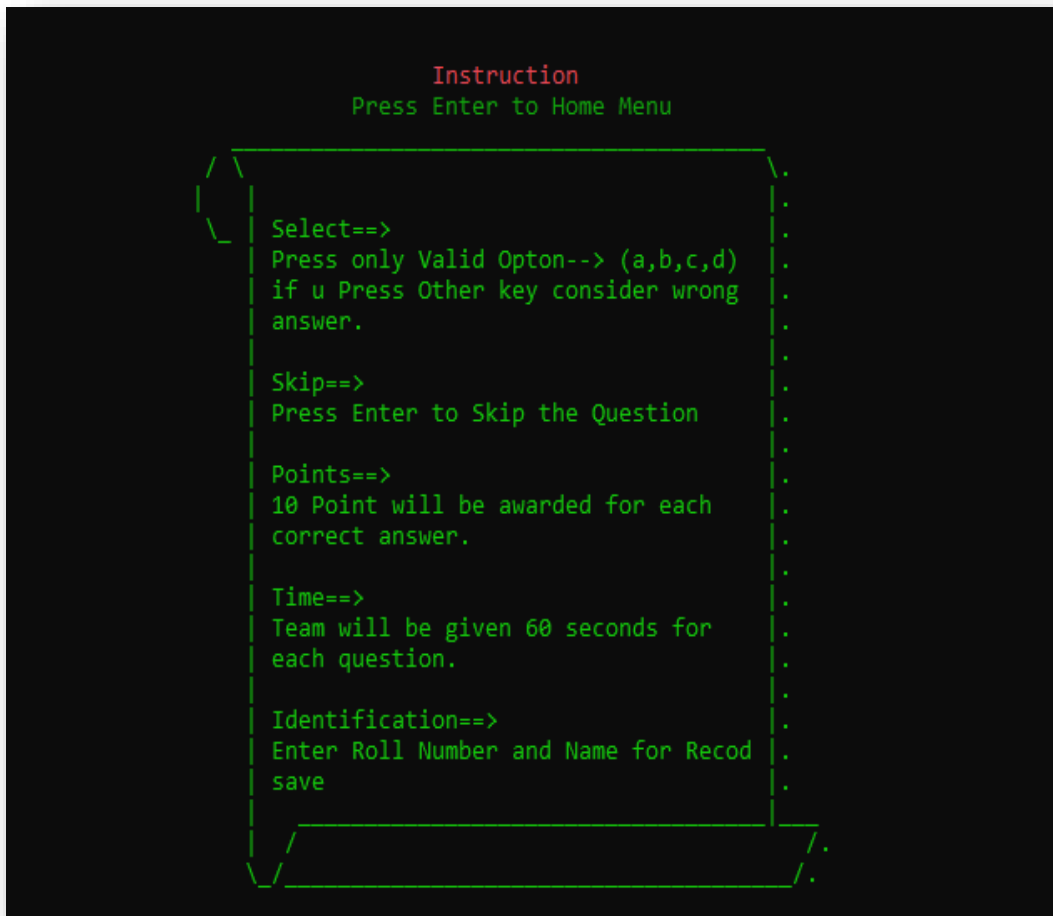 Instruction
Press Enter to Home Menu
Select==>
Press only Valid Opton--> (a,b,c,d)
if u Press Other key consider wrong
answer.
Skip==>
Press Enter to Skip the Question
Points==>
10 Point will be awarded for each
correct answer.
Time==>
Team will be given 60 seconds for
each question.
Identification==>
Enter Roll Number and Name for Recod
save